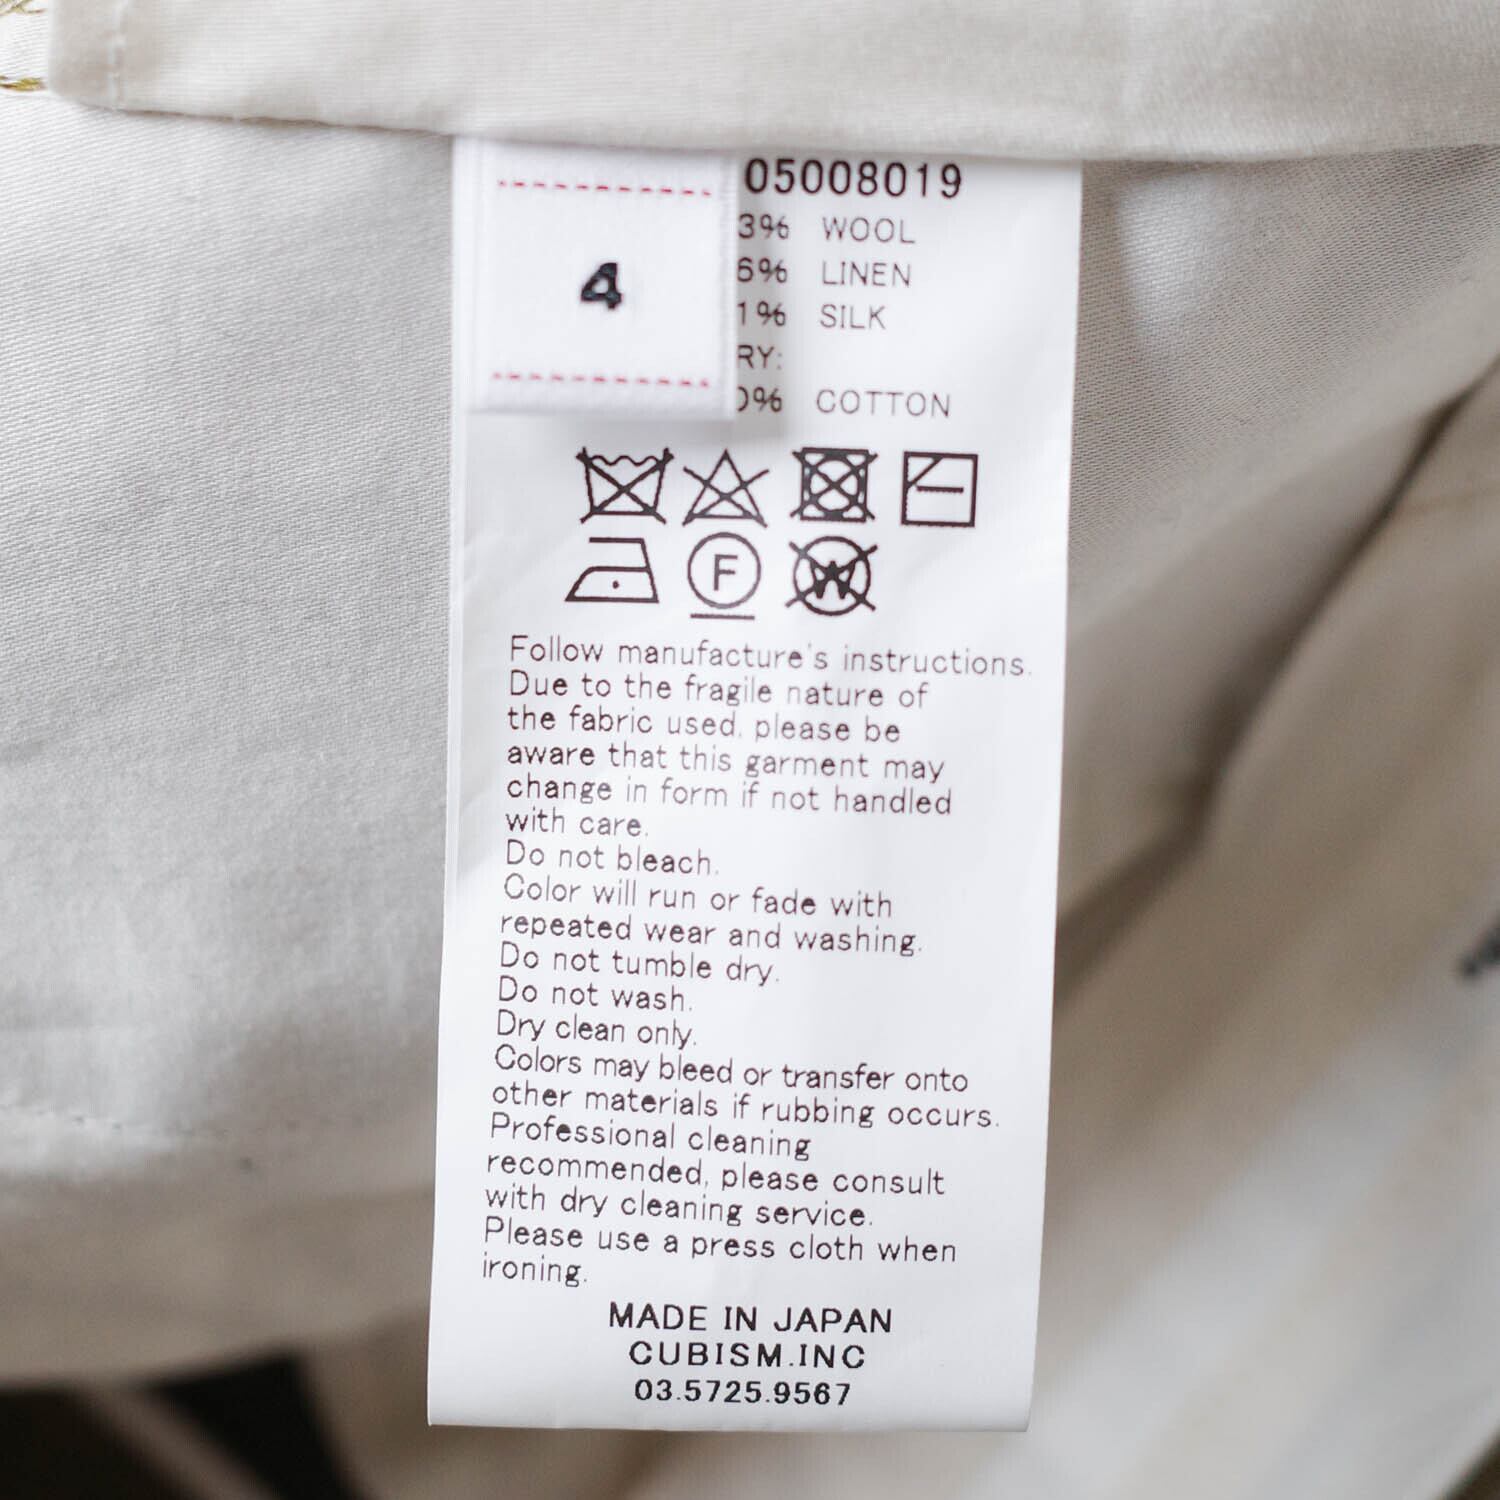 05008019
4
3% WOOL
6% LINEN
1% SILK
RY:
0% COTTON
F
W
Follow manufacture's instructions.
Due to the fragile nature of
the fabric used, please be
aware that this garment may
change in form if not handled
with care.
Do not bleach.
Color will run or fade with
repeated wear and washing.
Do not tumble dry.
Do not wash.
Dry clean only.
Colors may bleed or transfer onto
other materials if rubbing occurs.
Professional cleaning
recommended, please consult
with dry cleaning service.
Please use a press cloth when
ironing.
MADE IN JAPAN
CUBISM.INC
03.5725.9567